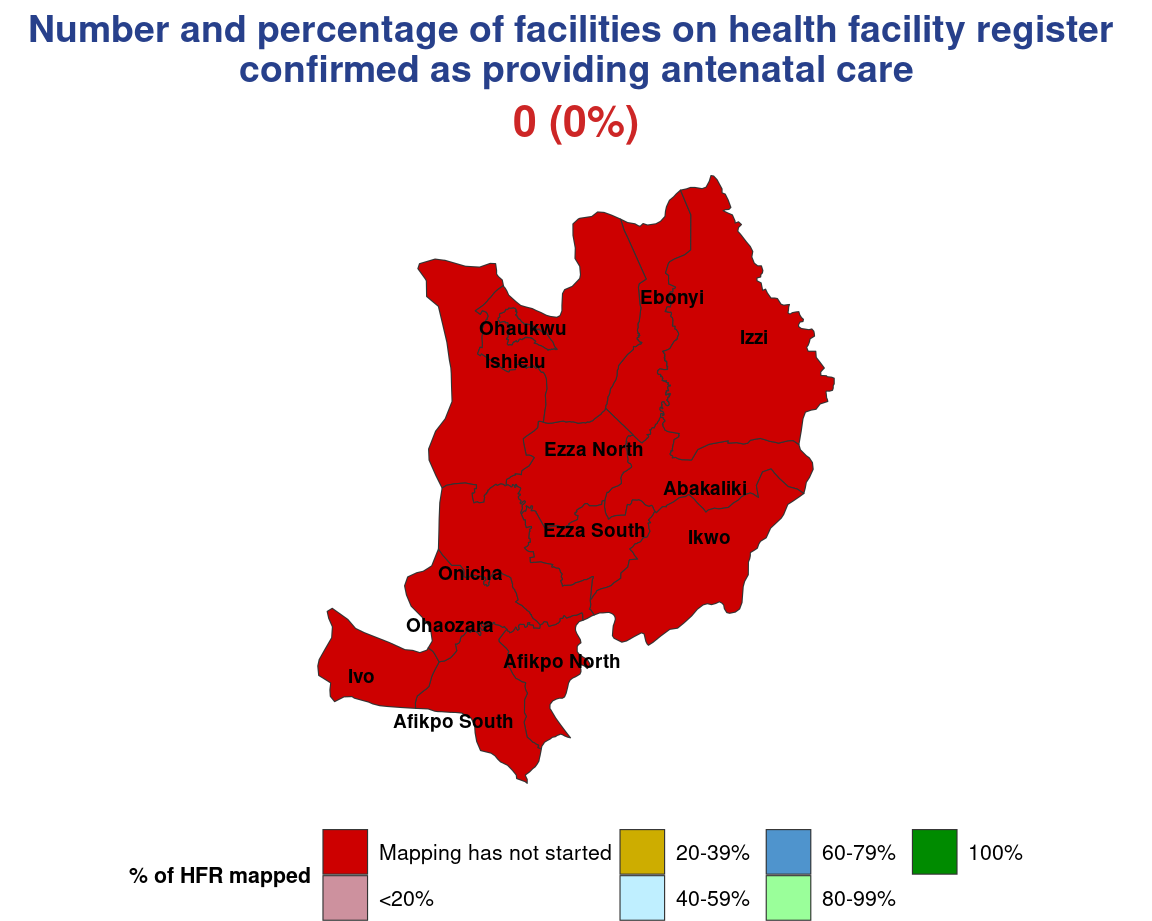 Number and percentage of facilities on health facility register
confirmed as providing antenatal care
0 (0%)
Ebonyi
Izzi
Ohaukwu
Ishielu
Ezza North
Abakaliki
Ezza South
Ikwo
Onicha
Ohaozara
Afikpo North
Ivo
Afikpo South
% of HFR mapped
Mapping has not started
<20%
20-39%
40-59%
60-79%
80-99%
100%